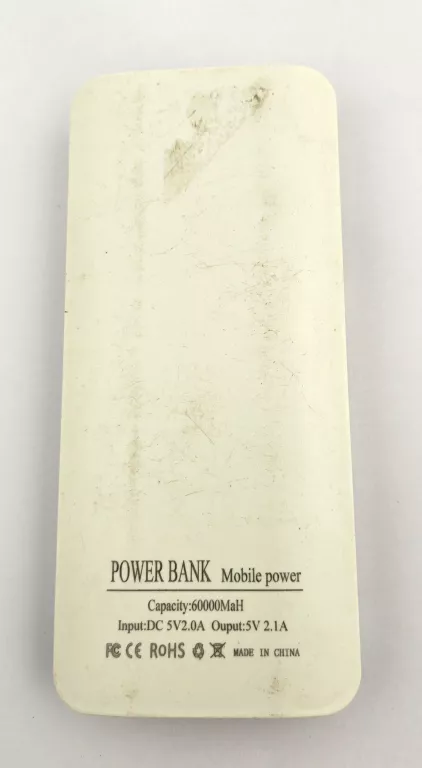 POWER BANK Mobile power
Capacity:60000MaH
Input:DC 5V2.0A Ouput:5V 2.1A
FC CE ROHS MADE IN CHINA